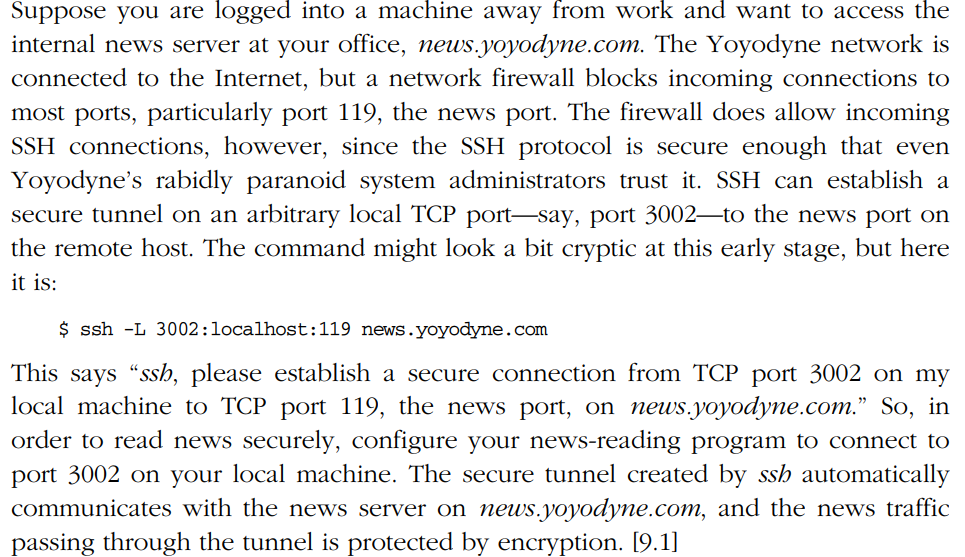 Suppose you are logged into a machine away from work and want to access the
internal news server at your office, news.yoyodyne.com. The Yoyodyne network is
connected to the Internet, but a network firewall blocks incoming connections to
most ports, particularly port 119, the news port. The firewall does allow incoming
SSH connections, however, since the SSH protocol is secure enough that even
Yoyodyne’s rabidly paranoid system administrators trust it. SSH can establish a
secure tunnel on an arbitrary local TCP port—say, port 3002—to the news port on
the remote host. The command might look a bit cryptic at this early stage, but here
it is:
$ ssh -L 3002:localhost:119 news.yoyodyne.com
This says “ssh, please establish a secure connection from TCP port 3002 on my
local machine to TCP port 119, the news port, on news.yoyodyne.com.” So, in
order to read news securely, configure your news-reading program to connect to
port 3002 on your local machine. The secure tunnel created by ssh automatically
communicates with the news server on news.yoyodyne.com, and the news traffic
passing through the tunnel is protected by encryption. [9.1]